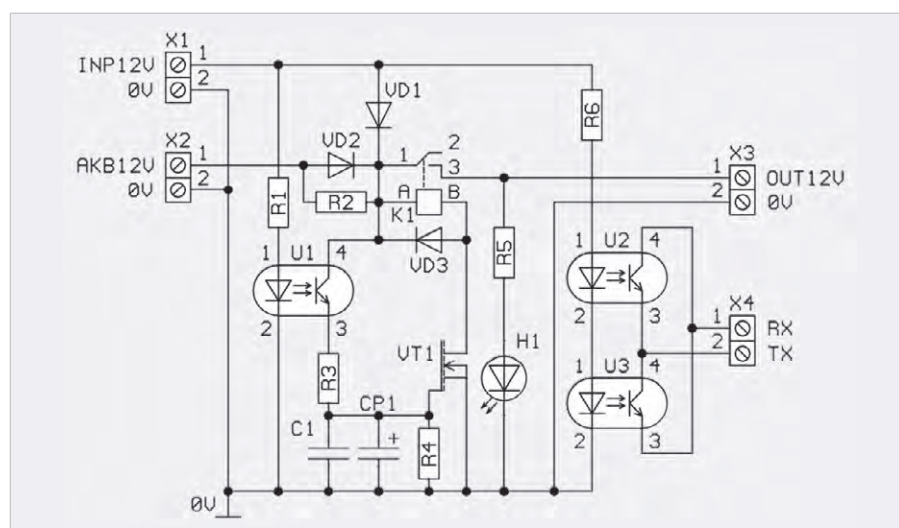 X1
INP12V 1
0V 2
X2
AKB12V 1
0V 2
VD1
VD2
R1
R2
1 2
3
A B
K1
VD3
R6
X3
1 OUT12V
2 0V
R5
1 U1 4
2 3
1 U2 4
2 3
X4
1 RX
2 TX
VT1
H1
R3
1 U3 4
2 3
C1 CP1
+
R4
0V